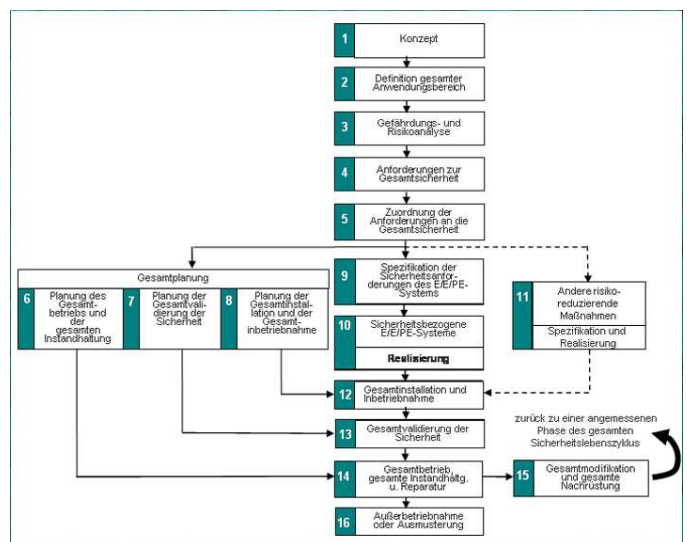 1
Konzept
2
Definition gesamter
Anwendungsbereich
3
Gefährdungs- und
Risikoanalyse
4
Anforderungen zur
Gesamtsicherheit
5
Zuordnung der
Anforderungen an die
Gesamtsicherheit
Gesamtplanung
6
Planung des
Gesamt-
betriebs und
der
gesamten
Instandhaltung
7
Planung der
Gesamtvali-
dierung der
Sicherheit
8
Planung der
Gesamtinstal-
lation und der
Gesamt-
inbetriebnahme
9
Spezifikation der
Sicherheitsanfor-
derungen des E/E/PE-
Systems
10
Sicherheitsbezogene
E/E/PE-Systeme
Realisierung
11
Andere risiko-
reduzierende
Maßnahmen
Spezifikation und
Realisierung
12
Gesamtinstallation und
Inbetriebnahme
13
Gesamtvalidierung der
Sicherheit
zurück zu einer angemessenen
Phase des gesamten
Sicherheitslebenszyklus
14
Gesamtbetrieb,
gesamte Instandhaltg.
u. Reparatur
15
Gesamtmodifikation
und gesamte
Nachrüstung
16
Außerbetriebnahme
oder Ausmusterung